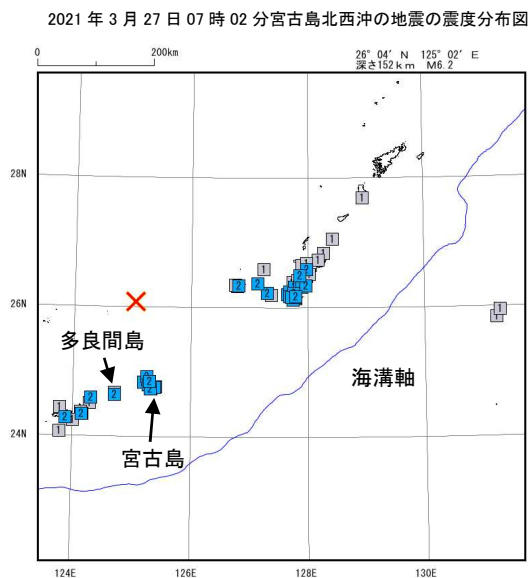 2021 年 3 月 27 日 07 時 02 分宮古島北西沖の地震の震度分布図
0 200km
26° 04′ N 125° 02′ E
深さ152ｋｍ M6.2
28N
26N
24N
多良間島
宮古島
海溝軸
124E 126E 128E 130E